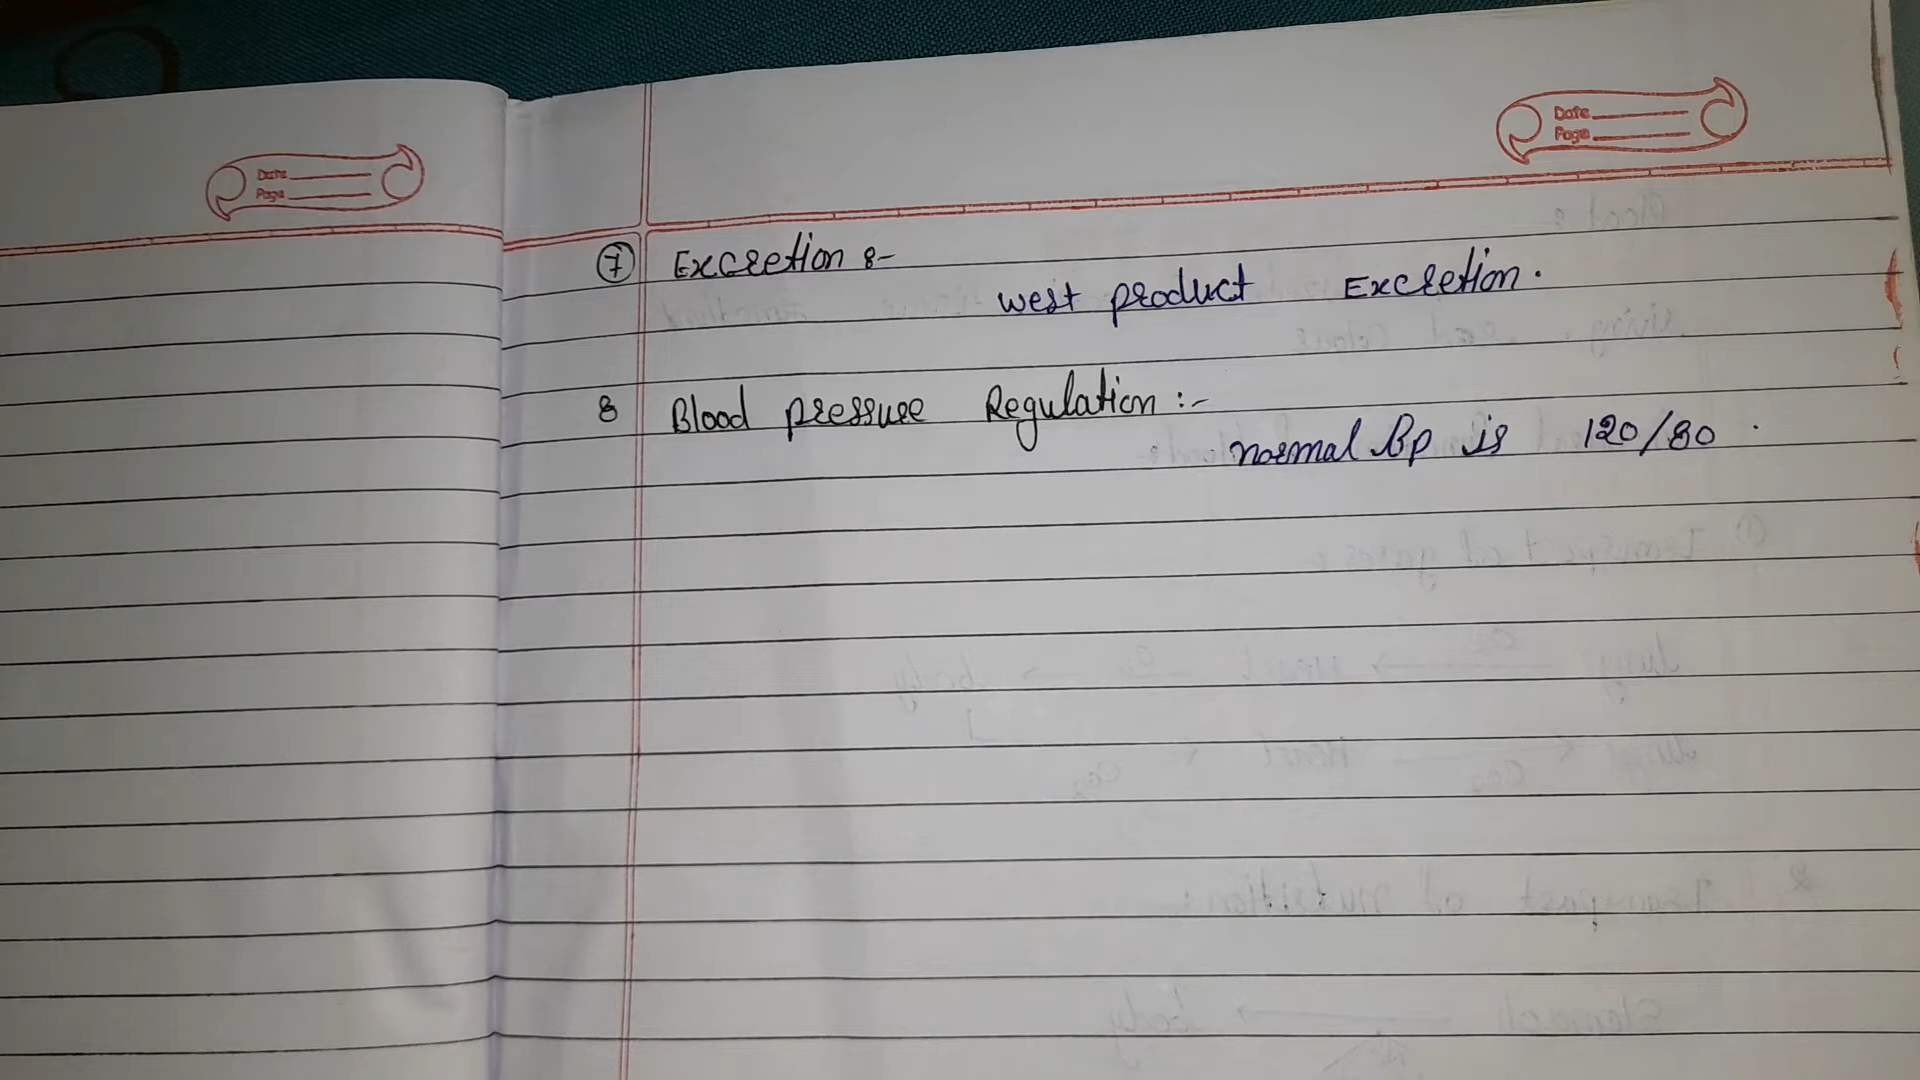 Date
Page
Date
Page
7 Excretion :-
west product Excretion.
8 Blood pressure Regulation :-
normal Bp is 120/80.